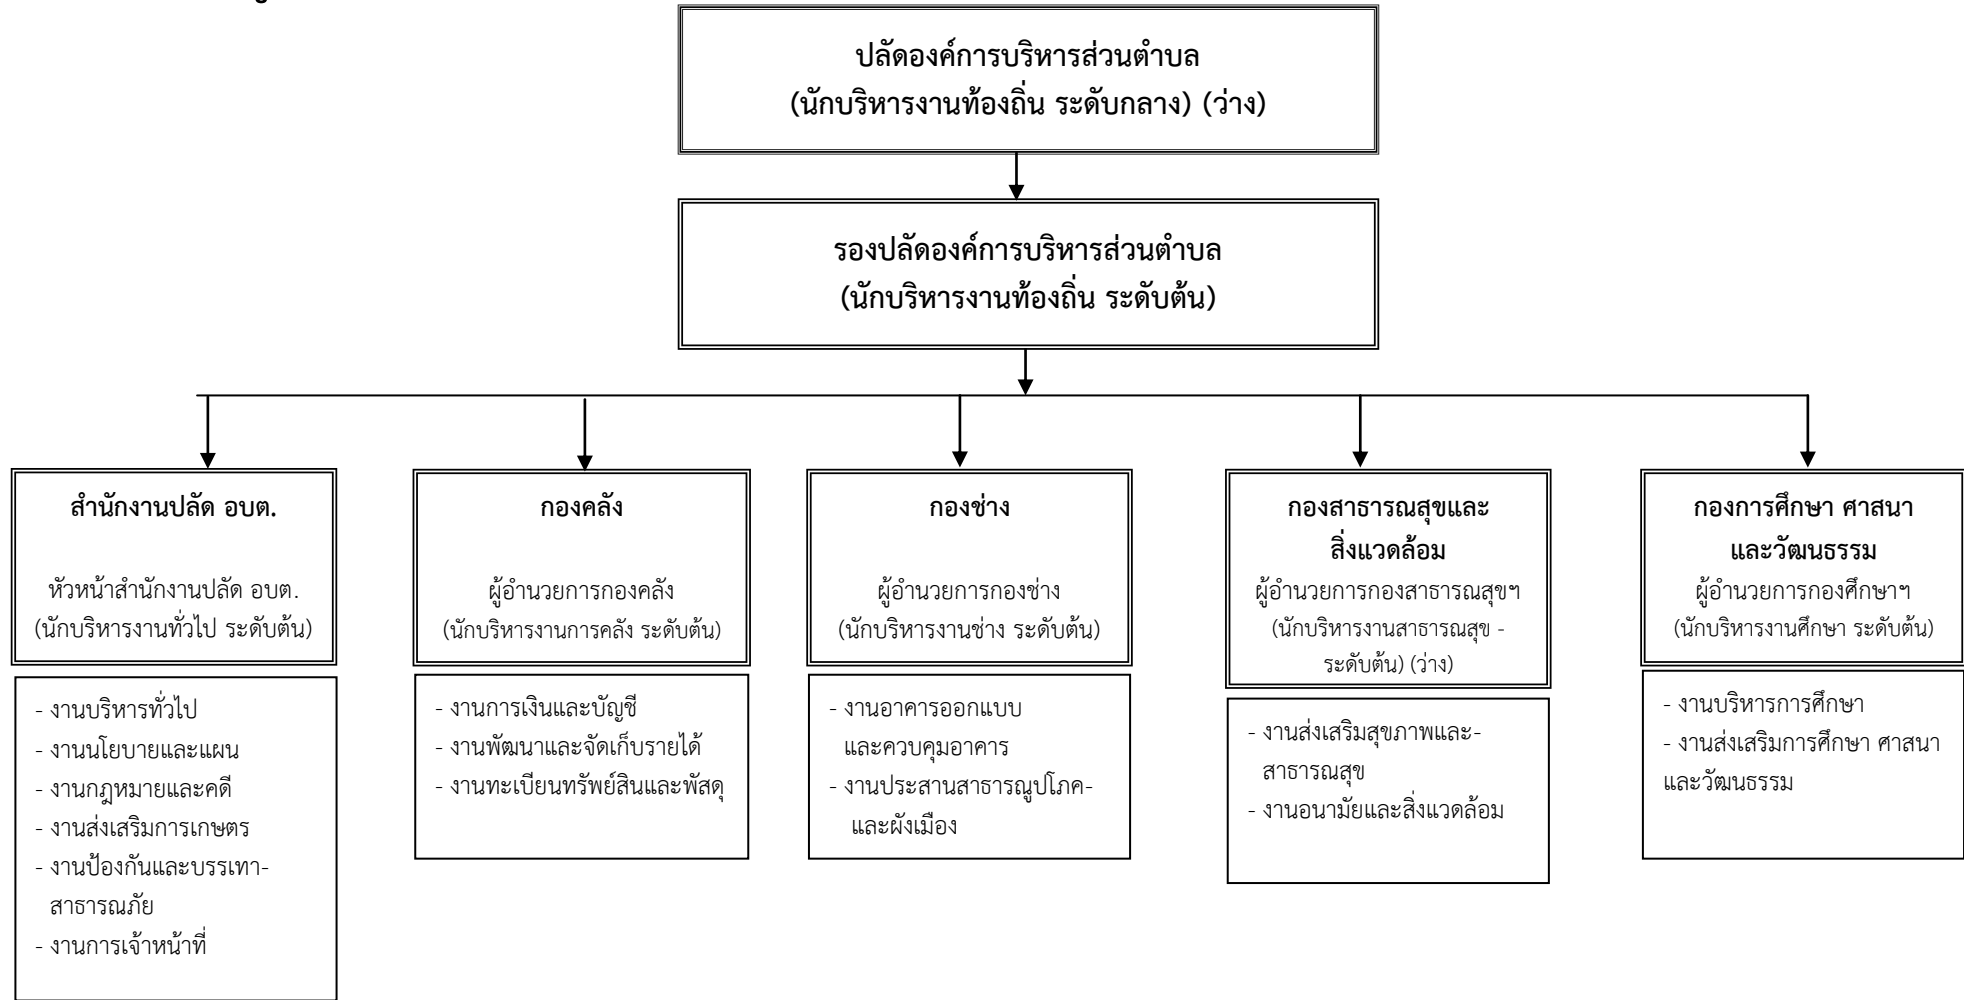 ปลัดองค์การบริหารส่วนตำบล
(นักบริหารงานท้องถิ่น ระดับกลาง) (ว่าง)
รองปลัดองค์การบริหารส่วนตำบล
(นักบริหารงานท้องถิ่น ระดับต้น)
สำนักงานปลัด อบต.
หัวหน้าสำนักงานปลัด อบต.
(นักบริหารงานทั่วไป ระดับต้น)
- งานบริหารทั่วไป
- งานนโยบายและแผน
- งานกฎหมายและคดี
- งานส่งเสริมการเกษตร
- งานป้องกันและบรรเทา-
สาธารณภัย
- งานการเจ้าหน้าที่
กองคลัง
ผู้อำนวยการกองคลัง
(นักบริหารงานการคลัง ระดับต้น)
- งานการเงินและบัญชี
- งานพัฒนาและจัดเก็บรายได้
- งานทะเบียนทรัพย์สินและพัสดุ
กองช่าง
ผู้อำนวยการกองช่าง
(นักบริหารงานช่าง ระดับต้น)
- งานอาคารออกแบบ
และควบคุมอาคาร
- งานประสานสาธารณูปโภค-
และผังเมือง
กองสาธารณสุขและ
สิ่งแวดล้อม
ผู้อำนวยการกองสาธารณสุขฯ
(นักบริหารงานสาธารณสุข -
ระดับต้น) (ว่าง)
- งานส่งเสริมสุขภาพและ-
สาธารณสุข
- งานอนามัยและสิ่งแวดล้อม
กองการศึกษา ศาสนา
และวัฒนธรรม
ผู้อำนวยการกองศึกษาฯ
(นักบริหารงานศึกษา ระดับต้น)
- งานบริหารการศึกษา
- งานส่งเสริมการศึกษา ศาสนา
และวัฒนธรรม